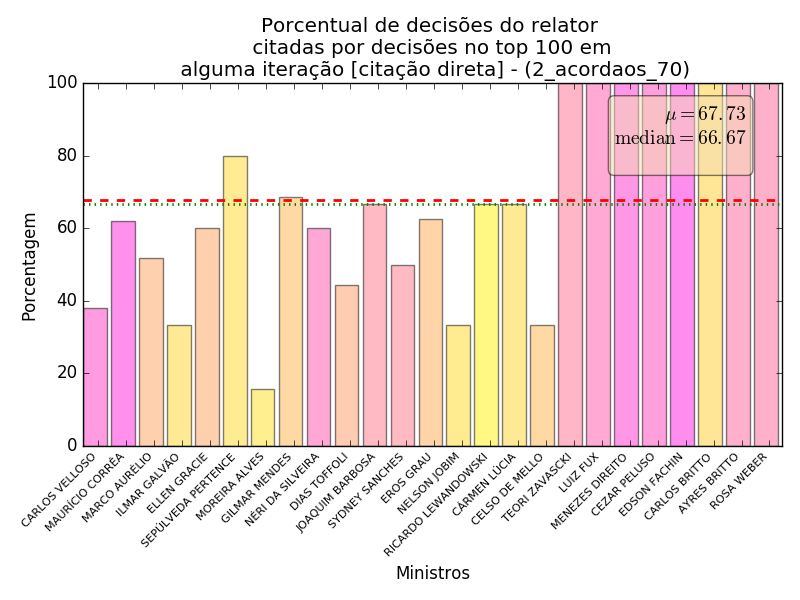 Porcentual de decisões do relator
citadas por decisões no top 100 em
alguma iteração [citação direta] - (2_acordaos_70)
μ = 67.73
median = 66.67
Porcentagem
100
80
60
40
20
0
CARLOS VELLOSO
MAURÍCIO CORRÊA
MARCO AURÉLIO
ILMAR GALVÃO
ELLEN GRACIE
SEPÚLVEDA PERTENCE
MOREIRA ALVES
GILMAR MENDES
NÉRI DA SILVEIRA
DIAS TOFFOLI
JOAQUIM BARBOSA
SYDNEY SANCHES
EROS GRAU
NELSON JOBIM
RICARDO LEWANDOWSKI
CÁRMEN LÚCIA
CELSO DE MELLO
TEORI ZAVASCKI
LUIZ FUX
MENEZES DIREITO
CEZAR PELUSO
EDSON FACHIN
CARLOS BRITTO
AYRES BRITTO
ROSA WEBER
Ministros